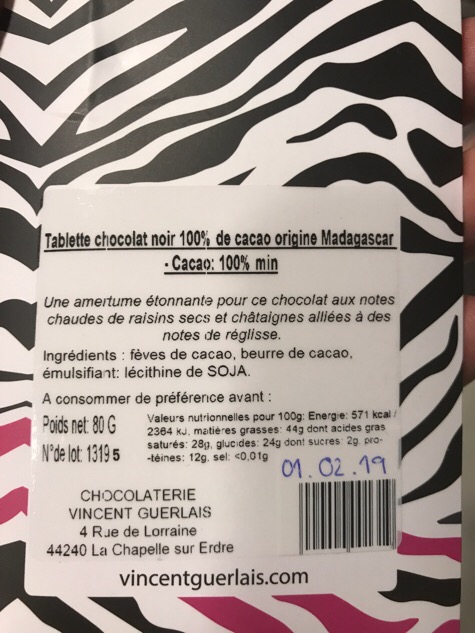 Tablette chocolat noir 100% de cacao origine Madagascar
- Cacao: 100% min
Une amertume étonnante pour ce chocolat aux notes
chaudes de raisins secs et châtaignes alliées à des
notes de réglisse.
Ingrédients : fèves de cacao, beurre de cacao,
émulsifiant: lécithine de SOJA.
A consommer de préférence avant :
Poids net: 80 G
N°de lot: 1319 5
Valeurs nutritionnelles pour 100g: Energie: 571 kcal /
2364 kJ, matières grasses: 44g dont acides gras
saturés: 28g, glucides: 24g dont sucres: 2g, pro-
-téines: 12g, sel: <0,01g
01.02.19
CHOCOLATERIE
VINCENT GUERLAIS
4 Rue de Lorraine
44240 La Chapelle sur Erdre
vincentguerlais.com